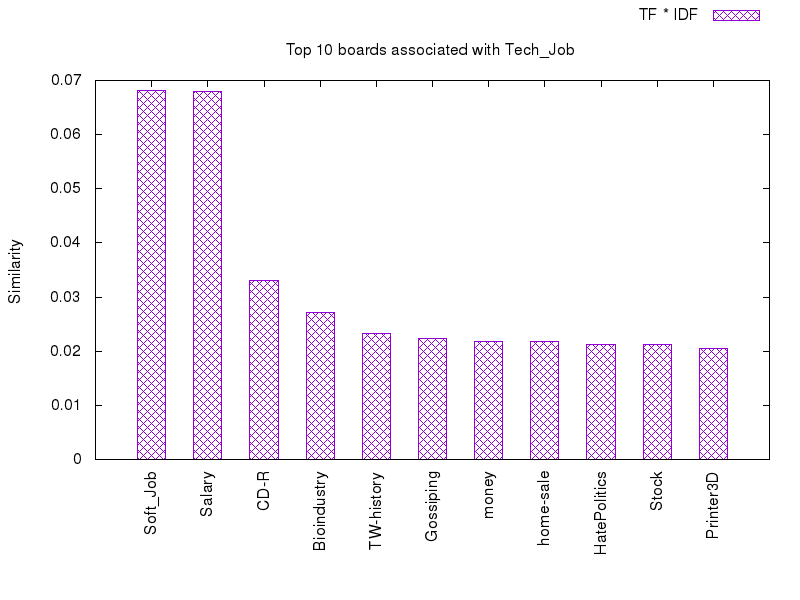 TF * IDF
Top 10 boards associated with Tech_Job
Similarity
0.07
0.06
0.05
0.04
0.03
0.02
0.01
0
Soft_Job
Salary
CD-R
Bioindustry
TW-history
Gossiping
money
home-sale
HatePolitics
Stock
Printer3D